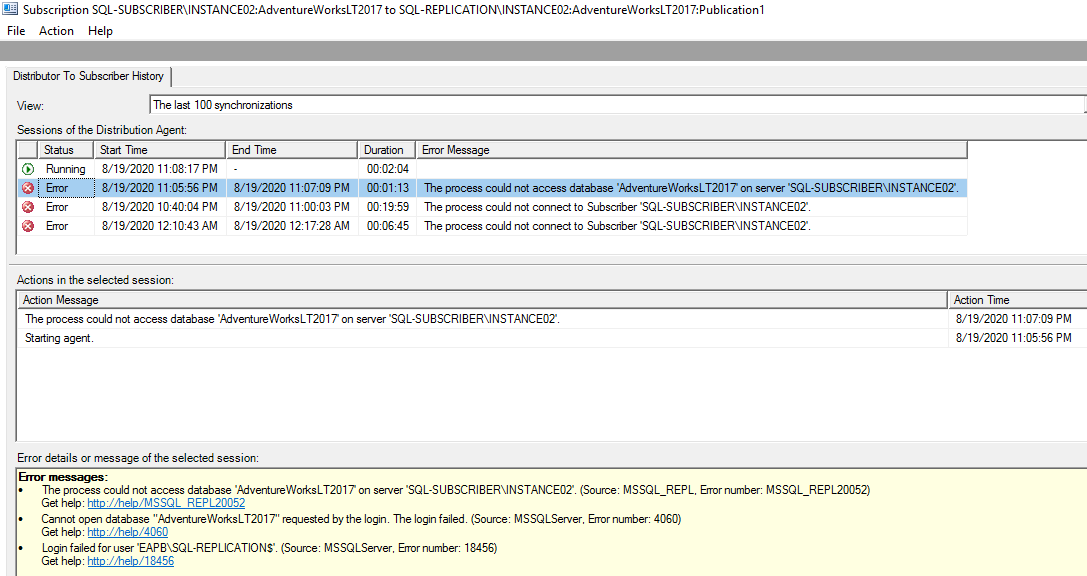 Subscription SQL-SUBSCRIBER\INSTANCE02:AdventureWorksLT2017 to SQL-REPLICATION\INSTANCE02:AdventureWorksLT2017:Publication1
File Action Help
Distributor To Subscriber History
View: The last 100 synchronizations
Sessions of the Distribution Agent:
Status Start Time End Time Duration Error Message
Running 8/19/2020 11:08:17 PM - 00:02:04
Error 8/19/2020 11:05:56 PM 8/19/2020 11:07:09 PM 00:01:13 The process could not access database 'AdventureWorksLT2017' on server 'SQL-SUBSCRIBER\INSTANCE02'.
Error 8/19/2020 10:40:04 PM 8/19/2020 11:00:03 PM 00:19:59 The process could not connect to Subscriber 'SQL-SUBSCRIBER\INSTANCE02'.
Error 8/19/2020 12:10:43 AM 8/19/2020 12:17:28 AM 00:06:45 The process could not connect to Subscriber 'SQL-SUBSCRIBER\INSTANCE02'.
Actions in the selected session:
Action Message Action Time
The process could not access database 'AdventureWorksLT2017' on server 'SQL-SUBSCRIBER\INSTANCE02'. 8/19/2020 11:07:09 PM
Starting agent. 8/19/2020 11:05:56 PM
Error details or message of the selected session:
Error messages:
• The process could not access database 'AdventureWorksLT2017' on server 'SQL-SUBSCRIBER\INSTANCE02'. (Source: MSSQL_REPL, Error number: MSSQL_REPL20052)
Get help: http://help/MSSQL_REPL20052
• Cannot open database "AdventureWorksLT2017" requested by the login. The login failed. (Source: MSSQLServer, Error number: 4060)
Get help: http://help/4060
• Login failed for user 'EAPB\SQL-REPLICATION$'. (Source: MSSQLServer, Error number: 18456)
Get help: http://help/18456